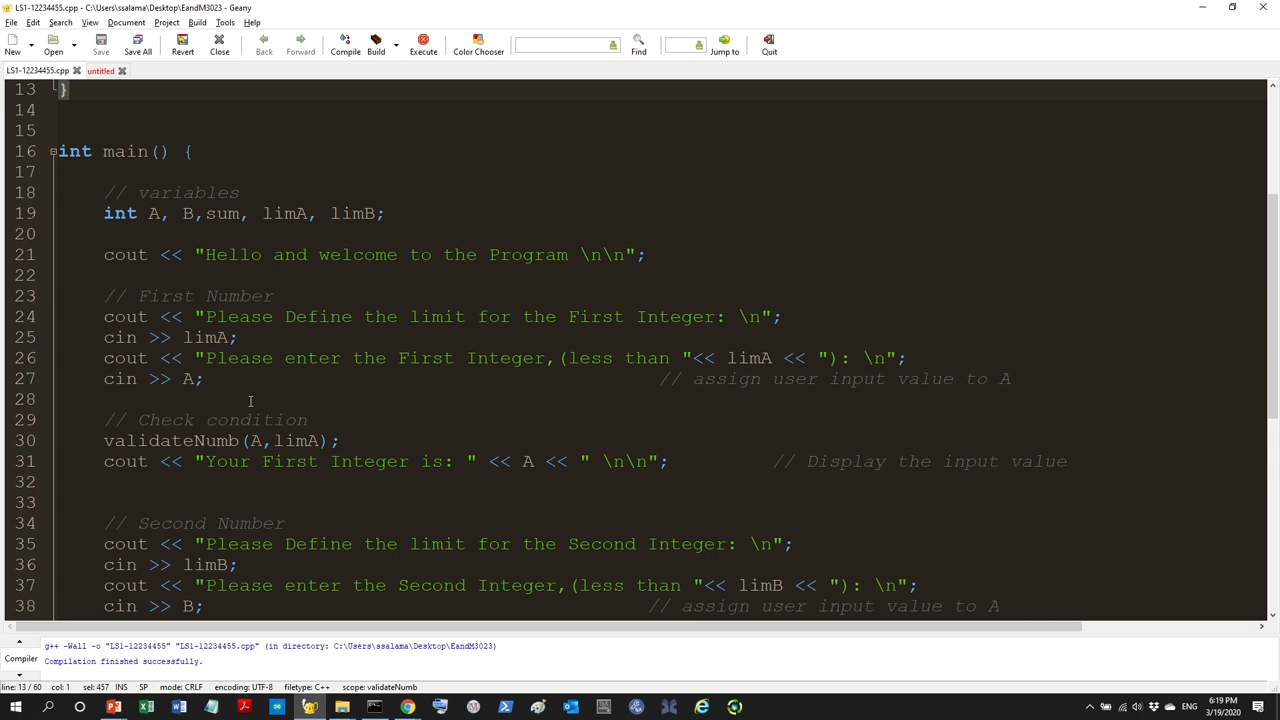 LS1-12234455.cpp - C:\Users\ssalama\Desktop\EandM3023 - Geany
File Edit Search View Document Project Build Tools Help
New Open Save Save All Revert Close Back Forward Compile Build Execute Color Chooser Find Jump to Quit
LS1-12234455.cpp untitled
13 }
14
15
16 int main() {
17
18 // variables
19 int A, B,sum, limA, limB;
20
21 cout << "Hello and welcome to the Program \n\n";
22
23 // First Number
24 cout << "Please Define the limit for the First Integer: \n";
25 cin >> limA;
26 cout << "Please enter the First Integer,(less than "<< limA << "): \n";
27 cin >> A; // assign user input value to A
28
29 // Check condition
30 validateNumb(A,limA);
31 cout << "Your First Integer is: " << A << " \n\n"; // Display the input value
32
33
34 // Second Number
35 cout << "Please Define the limit for the Second Integer: \n";
36 cin >> limB;
37 cout << "Please enter the Second Integer,(less than "<< limB << "): \n";
38 cin >> B; // assign user input value to A
g++ -Wall -o "LS1-12234455" "LS1-12234455.cpp" (in directory: C:\Users\ssalama\Desktop\EandM3023)
Compiler
Compilation finished successfully.
line: 13 / 60 col: 1 sel: 457 INS SP mode: CRLF encoding: UTF-8 filetype: C++ scope: validateNumb
ENG
6:19 PM
3/19/2020